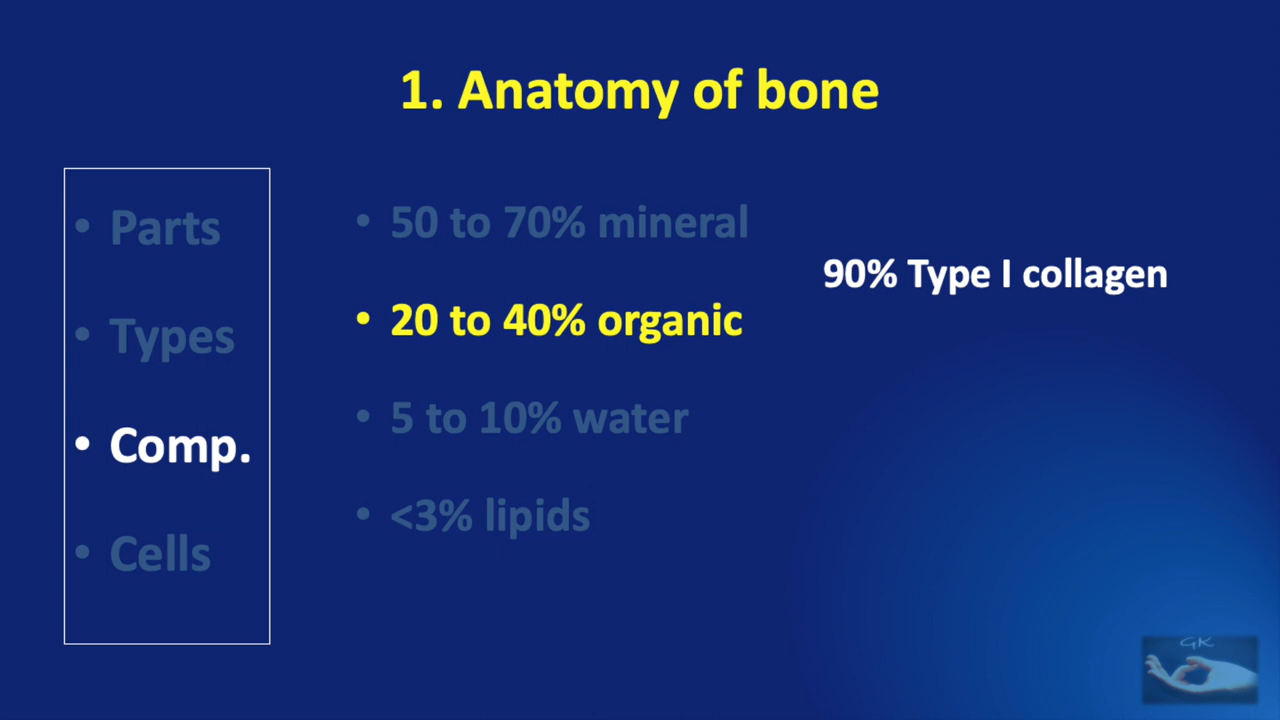 1. Anatomy of bone
• Parts
• Types
• Comp.
• Cells
• 50 to 70% mineral
• 20 to 40% organic
• 5 to 10% water
• <3% lipids
90% Type I collagen
GK